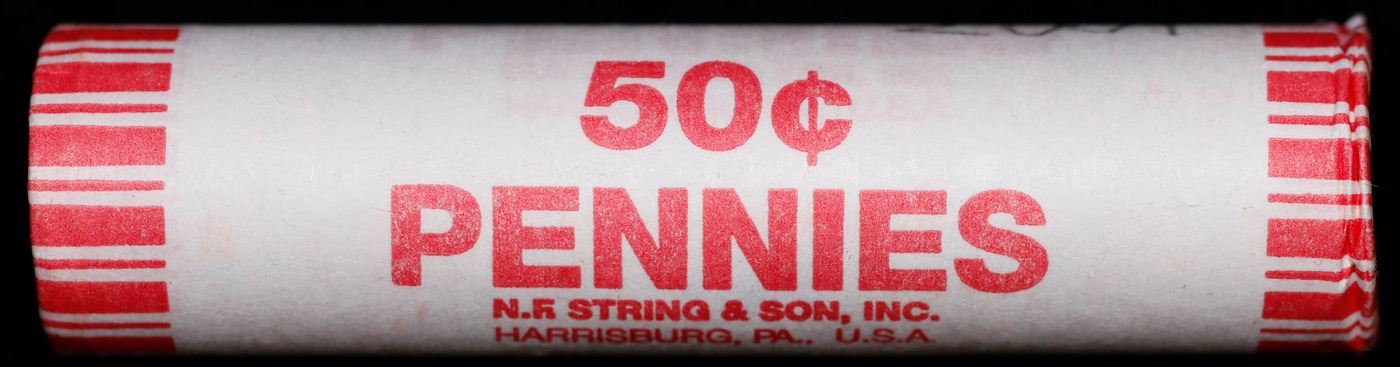 50¢
PENNIES
N.F. STRING & SON, INC.
HARRISBURG, PA., U.S.A.